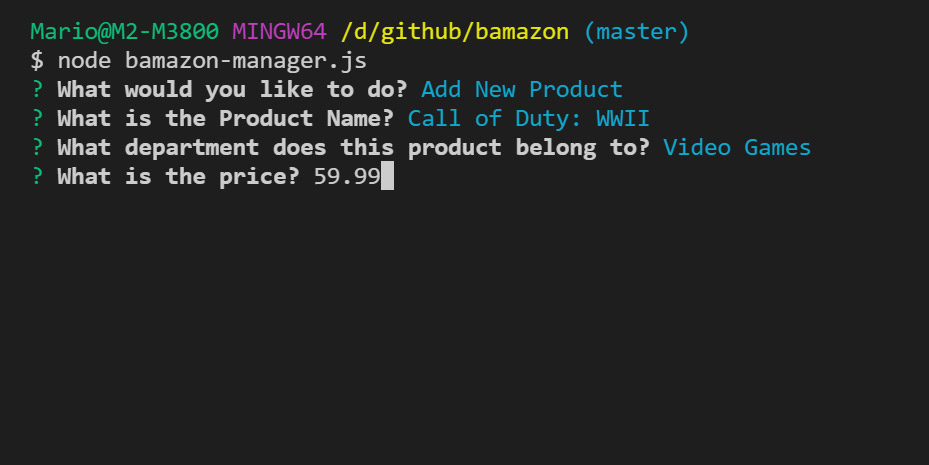 Mario@M2-M3800 MINGW64 /d/github/bamazon (master)
$ node bamazon-manager.js
? What would you like to do? Add New Product
? What is the Product Name? Call of Duty: WWII
? What department does this product belong to? Video Games
? What is the price? 59.99